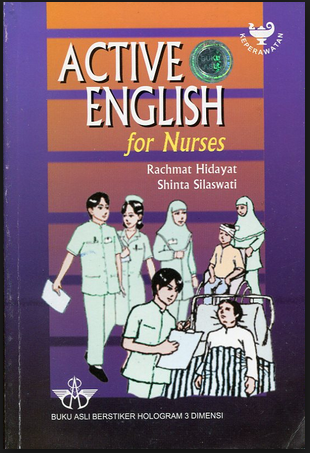 KEPERAWATAN
ACTIVE
ENGLISH
for Nurses
Rachmat Hidayat
Shinta Silaswati
BUKU ASLI BERSTIKER HOLOGRAM 3 DIMENSI